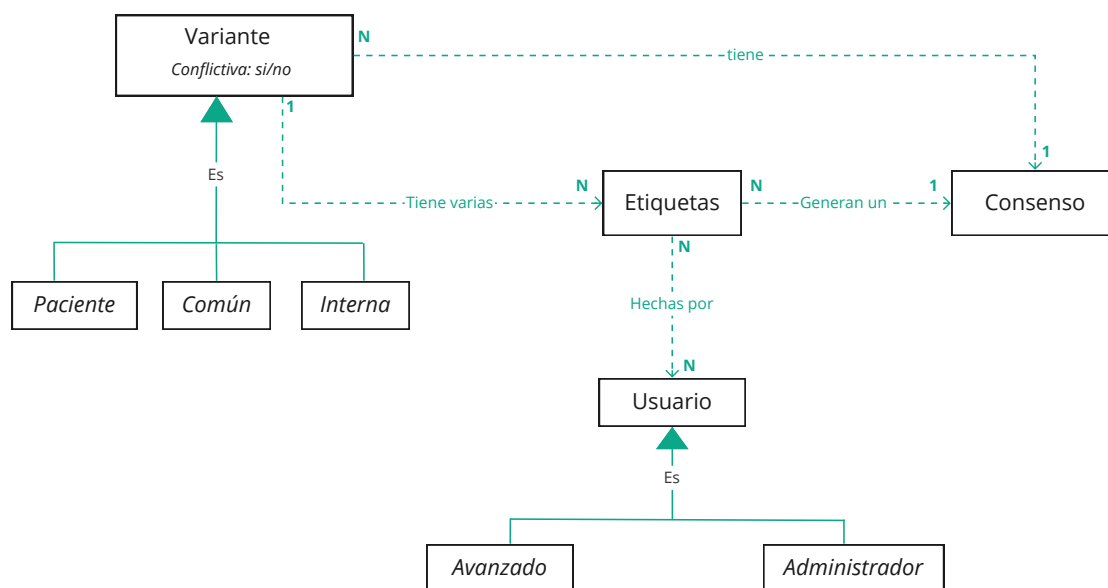 Variante
Conflictiva: si/no
N
tiene
1
1
Es
Tiene varias
N
Etiquetas
N
Generan un
1
Consenso
N
Hechas por
N
Paciente
Común
Interna
Usuario
Es
Avanzado
Administrador